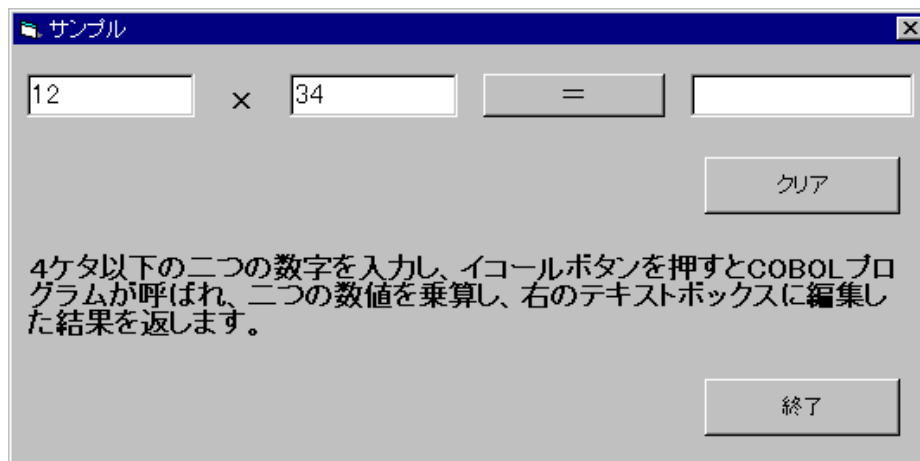 サンプル
12 × 34 =
クリア
4ケタ以下の二つの数字を入力し、イコールボタンを押すとCOBOLプロ
グラムが呼ばれ、二つの数値を乗算し、右のテキストボックスに編集し
た結果を返します。
終了